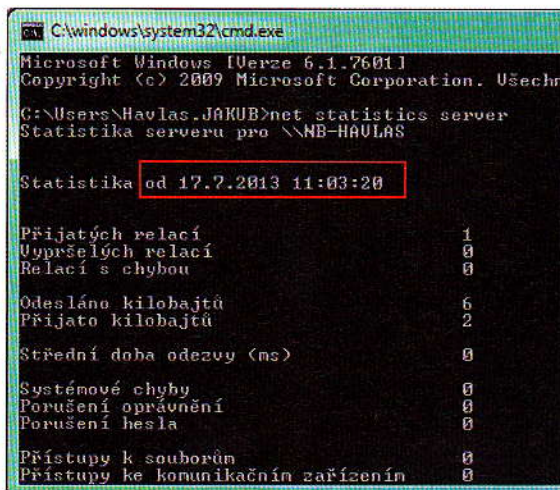 C:\windows\system32\cmd.exe
Microsoft Windows [Verze 6.1.7601]
Copyright (c) 2009 Microsoft Corporation. Všechn
C:\Users\Havlas.JAKUB>net statistics server
Statistika serveru pro \\NB-HAVLAS
Statistika od 17.7.2013 11:03:20
Přijatých relací 1
Vypršelých relací 0
Relací s chybou 0
Odesláno kilobajtů 6
Přijato kilobajtů 2
Střední doba odezvy (ms) 0
Systémové chyby 0
Porušení oprávnění 0
Porušení hesla 0
Přístupy k souborům 0
Přístupy ke komunikačním zařízením 0